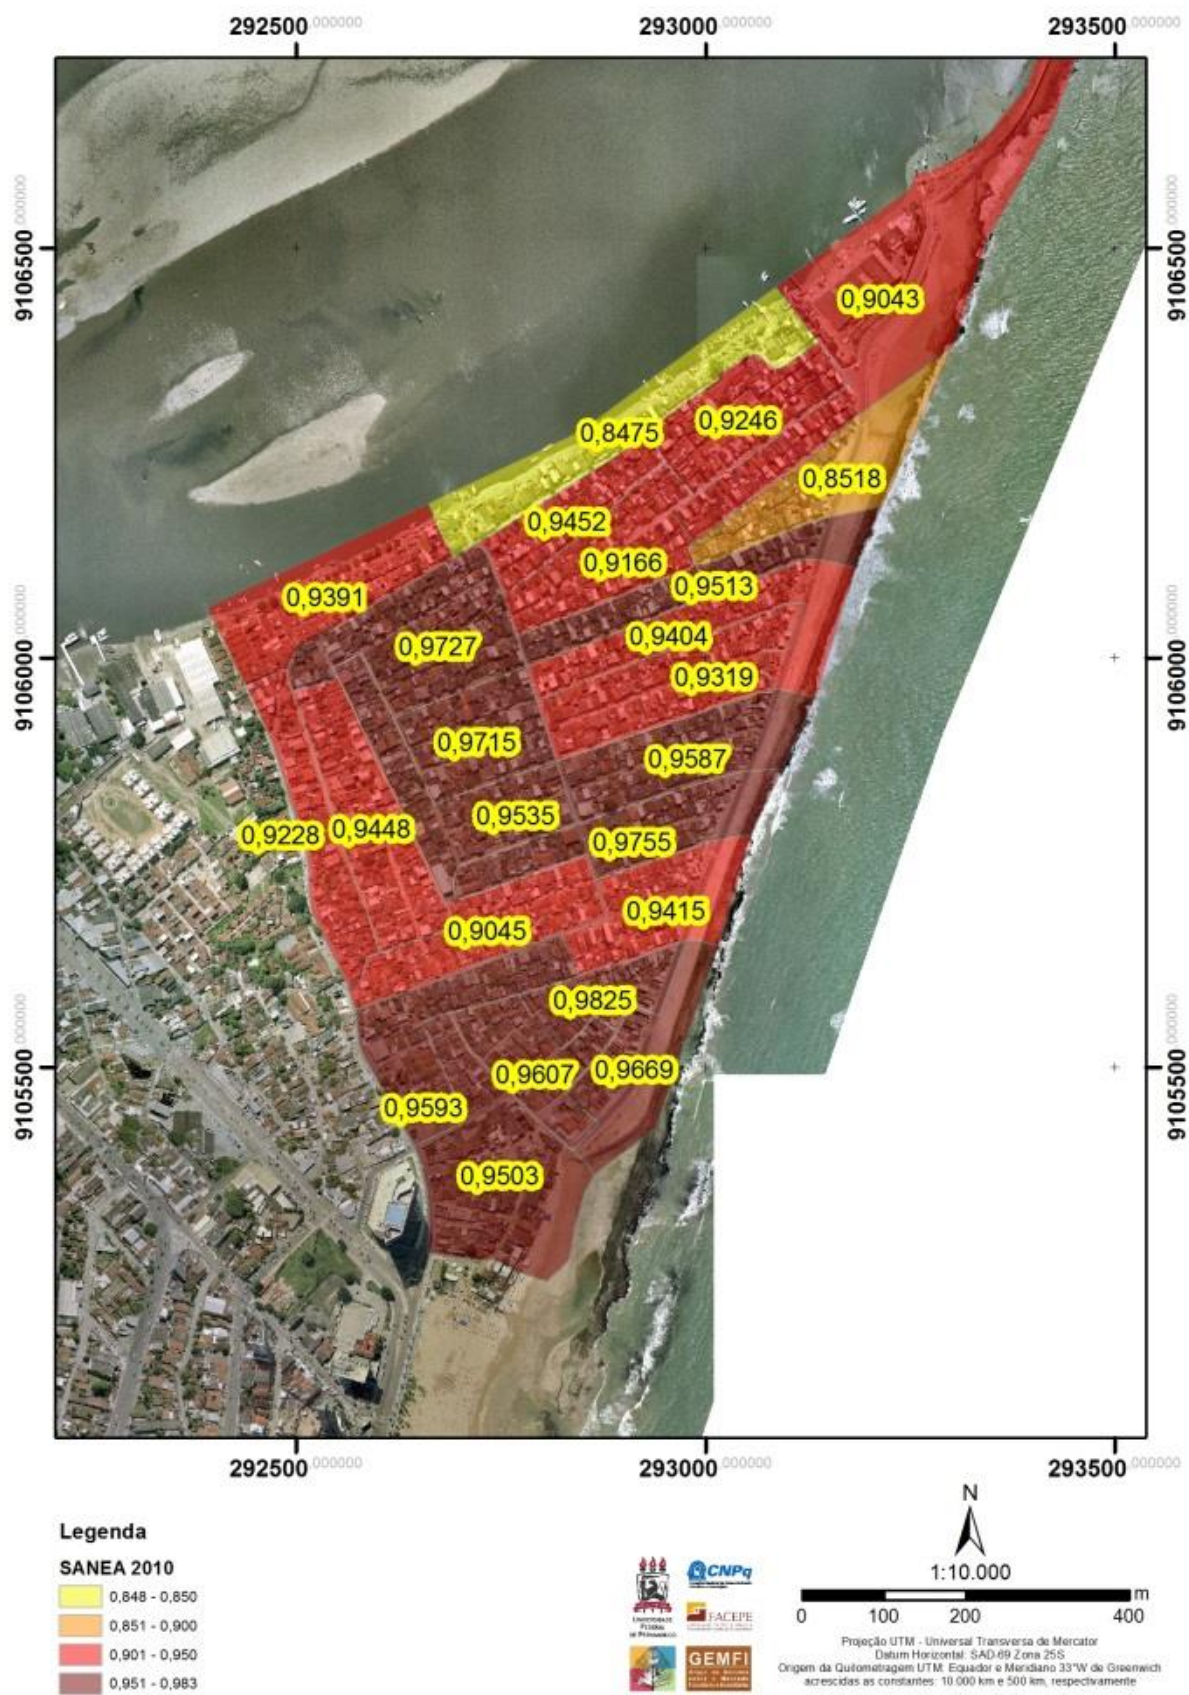 292500,000000 293000,000000 293500,000000
9106500,000000
9106500,000000
0,9043
0,9246
0,8475
0,8518
0,9452
0,9166
0,9513
0,9391
0,9404
0,9727
0,9319
9106000,000000
9106000,000000
0,9715
0,9587
0,9535
0,9228
0,9448
0,9755
0,9415
0,9045
0,9825
0,9669
0,9607
0,9593
9105500,000000
9105500,000000
0,9503
292500,000000 293000,000000 293500,000000
Legenda
SANEA 2010
0,848 - 0,850
0,851 - 0,900
0,901 - 0,950
0,951 - 0,983
UNIVERSIDADE
FEDERAL
DE PERNAMBUCO
CNPq
FACEPE
GEMFI
N
1:10.000
m
0 100 200 400
Projeção UTM - Universal Transversa de Mercator
Datum Horizontal: SAD-69 Zona 25S
Origem da Quilometragem UTM: Equador e Meridiano 33°W de Greenwich
acrescidas as constantes: 10.000 km e 500 km, respectivamente